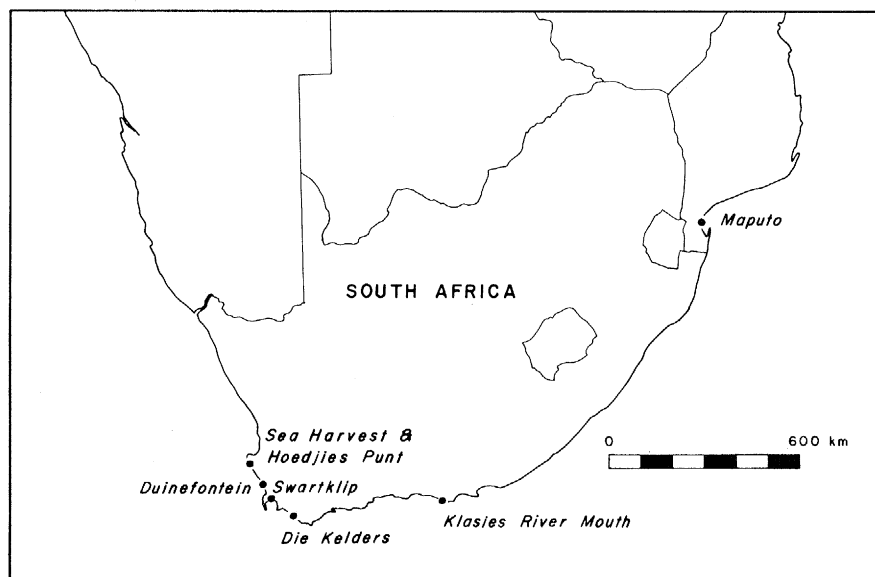 Maputo
SOUTH AFRICA
Sea Harvest &
Hoedjies Punt
0 600 km
Duinefontein Swartklip
Klasies River Mouth
Die Kelders